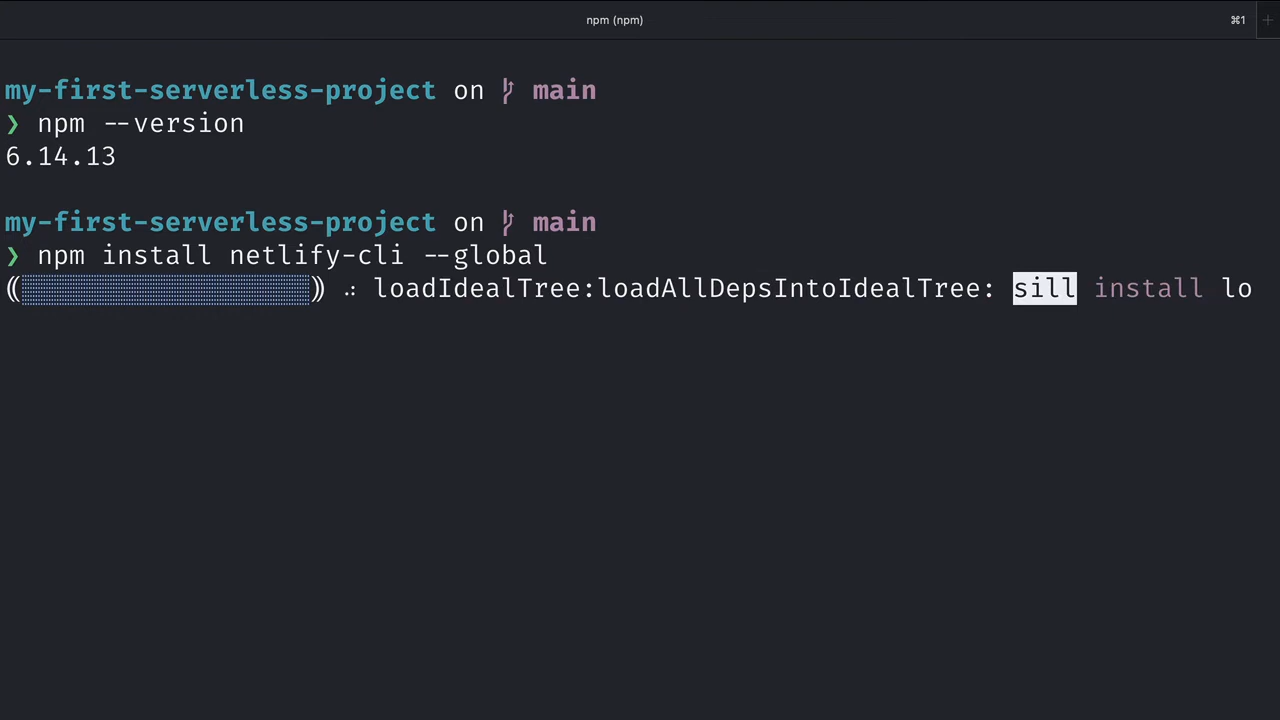 npm (npm)
⌘1
my-first-serverless-project on main
❯ npm --version
6.14.13
my-first-serverless-project on main
❯ npm install netlify-cli --global
(░░░░░░░░░░░░░░░░░░) ⠴ loadIdealTree:loadAllDepsIntoIdealTree: sill install lo